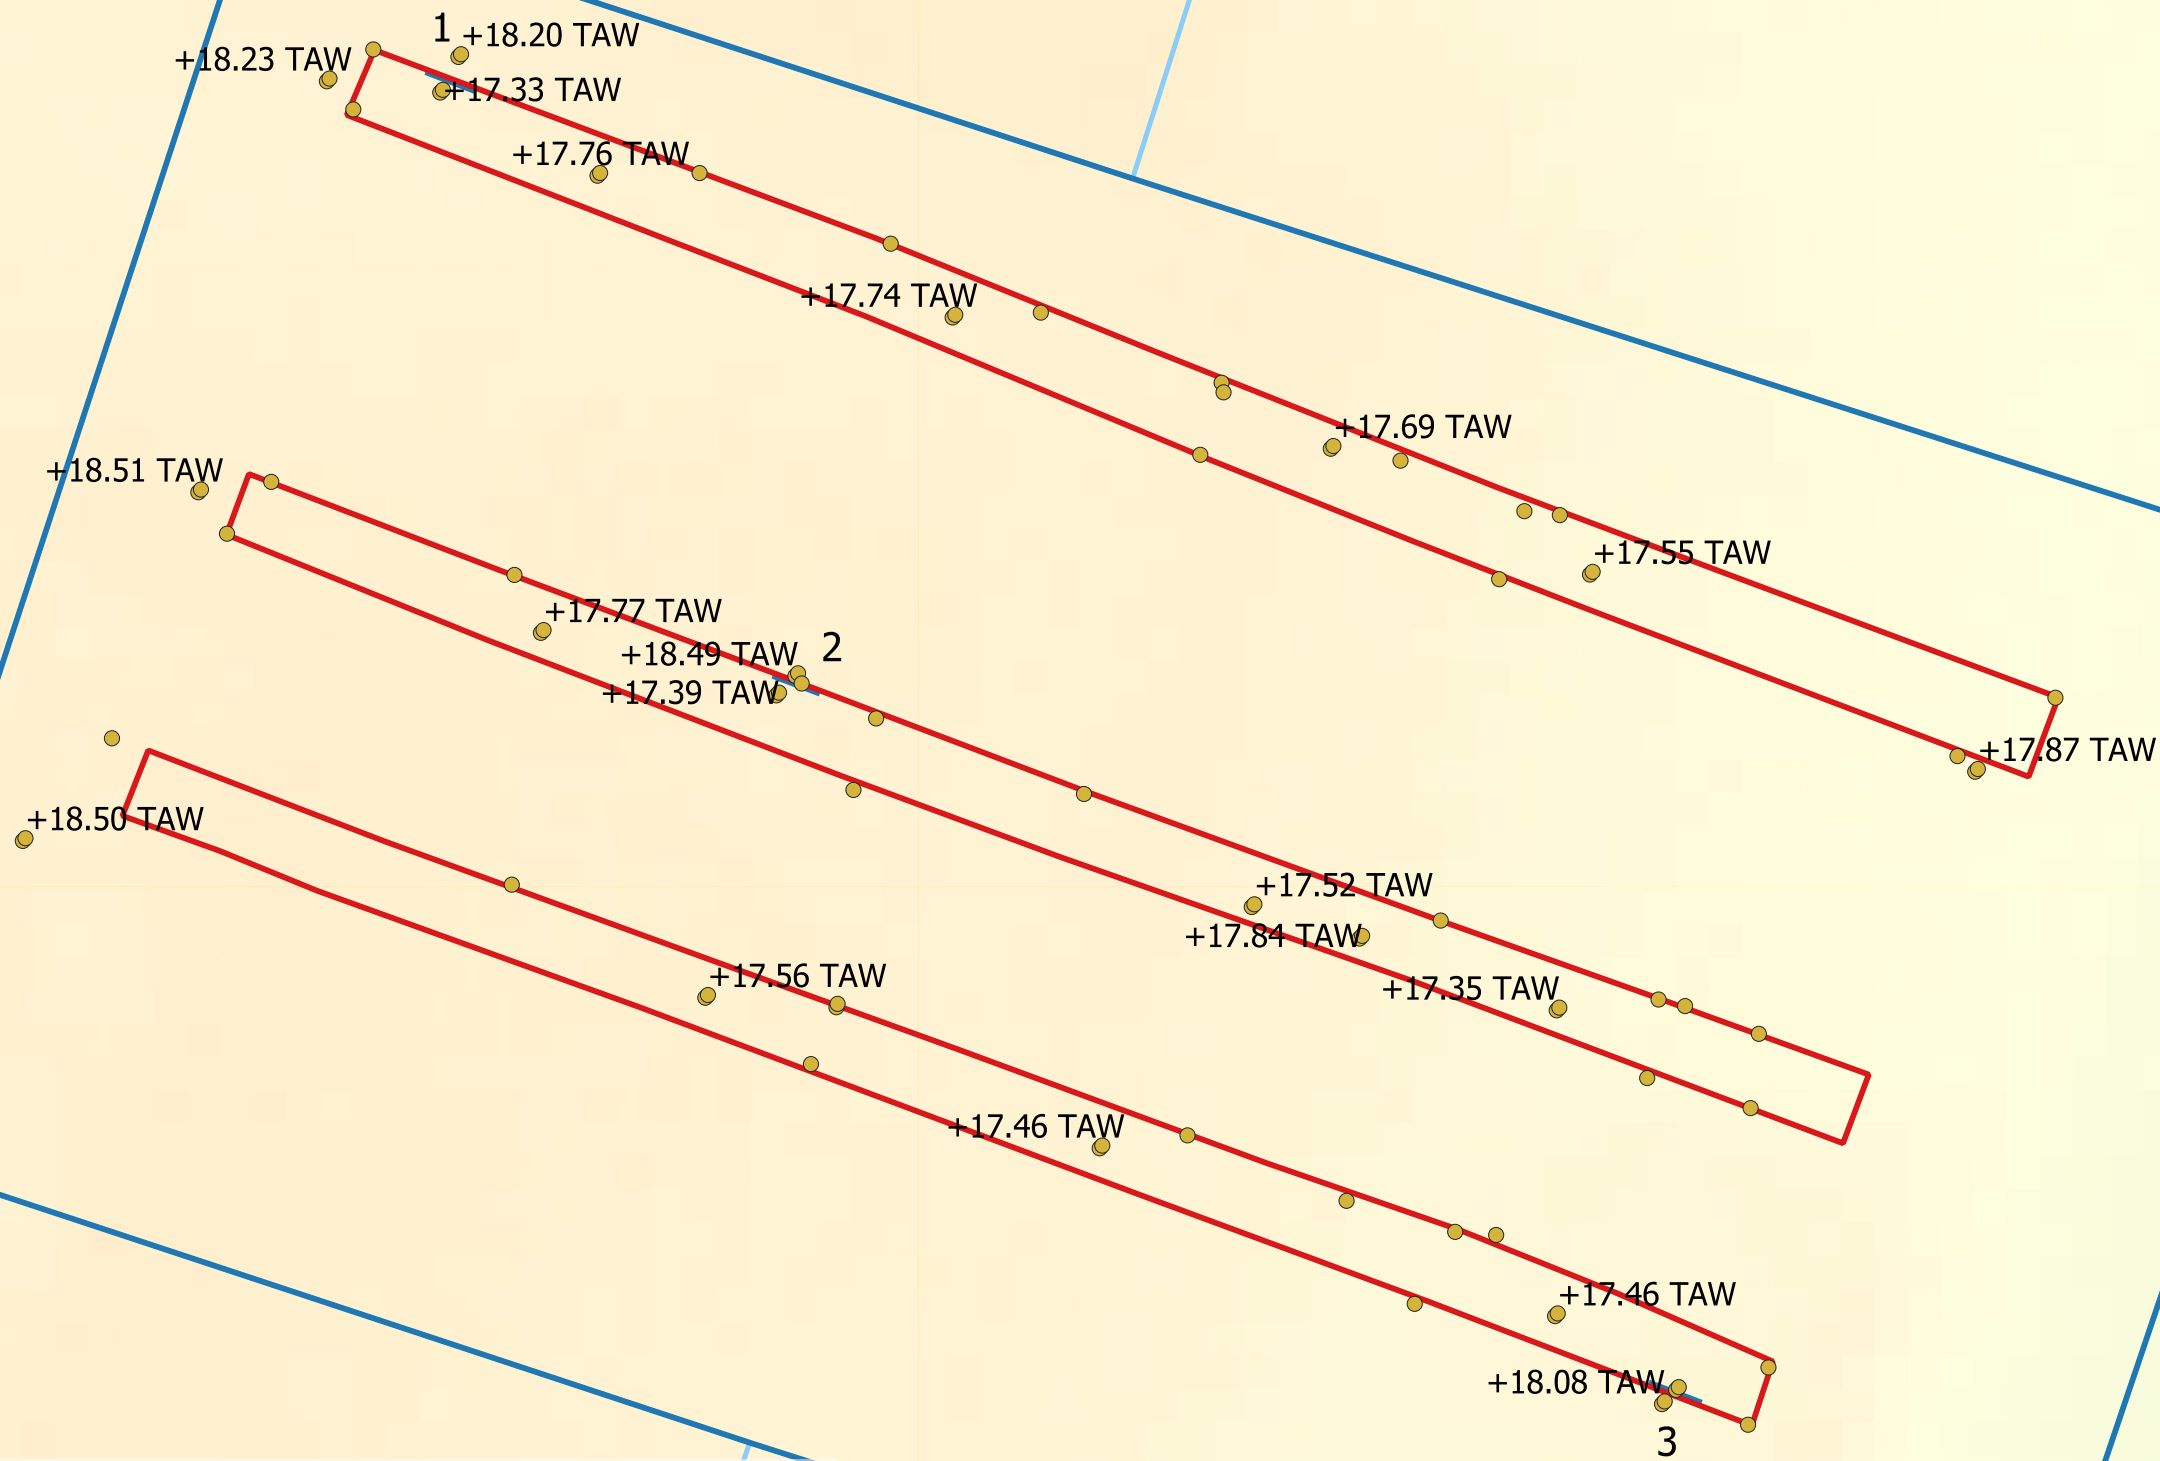 1
+18.20 TAW
+18.23 TAW
+17.33 TAW
+17.76 TAW
+17.74 TAW
+17.69 TAW
+18.51 TAW
+17.55 TAW
+17.77 TAW
2
+18.49 TAW
+17.39 TAW
+17.87 TAW
+18.50 TAW
+17.52 TAW
+17.84 TAW
+17.56 TAW
+17.35 TAW
+17.46 TAW
+17.46 TAW
+18.08 TAW
3